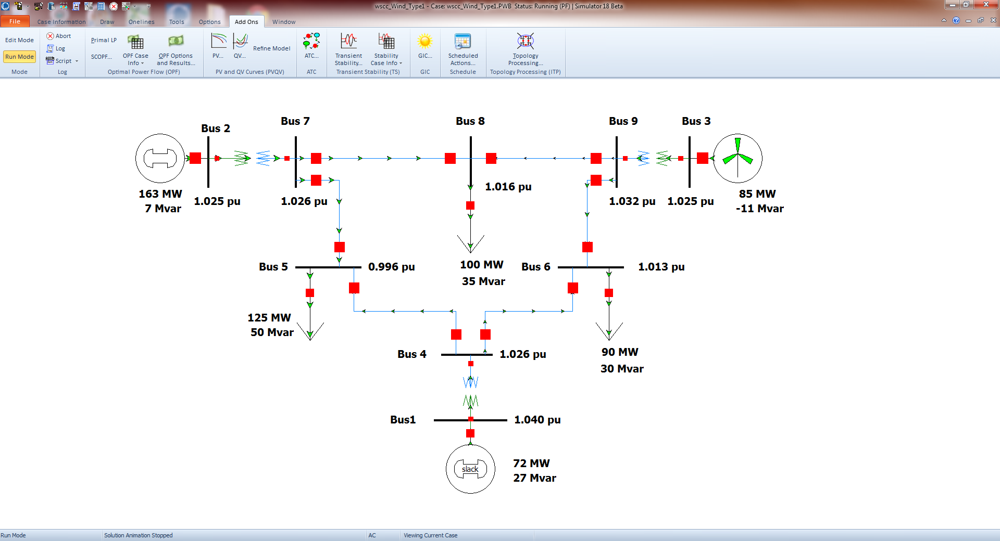 wscc_Wind_Type1 - Case: wscc_Wind_Type1.PWB Status: Running (PF) | Simulator 18 Beta
File Case Information Draw Onelines Tools Options Add Ons Window
Edit Mode
Run Mode
Mode
Abort
Log
Script
Log
Primal LP
SCOPF...
OPF Case
Info
OPF Options
and Results...
Optimal Power Flow (OPF)
PV...
QV...
Refine Model
PV and QV Curves (PVQV)
ATC...
ATC
Transient
Stability...
Stability
Case Info
Transient Stability (TS)
GIC...
GIC
Scheduled
Actions...
Schedule
Topology
Processing...
Topology Processing (ITP)
Bus 2
Bus 7
Bus 8
Bus 9
Bus 3
163 MW
7 Mvar
1.025 pu
1.026 pu
1.016 pu
1.032 pu
1.025 pu
85 MW
-11 Mvar
Bus 5
0.996 pu
100 MW
35 Mvar
Bus 6
1.013 pu
125 MW
50 Mvar
Bus 4
1.026 pu
90 MW
30 Mvar
Bus1
1.040 pu
slack
72 MW
27 Mvar
Run Mode
Solution Animation Stopped
AC
Viewing Current Case